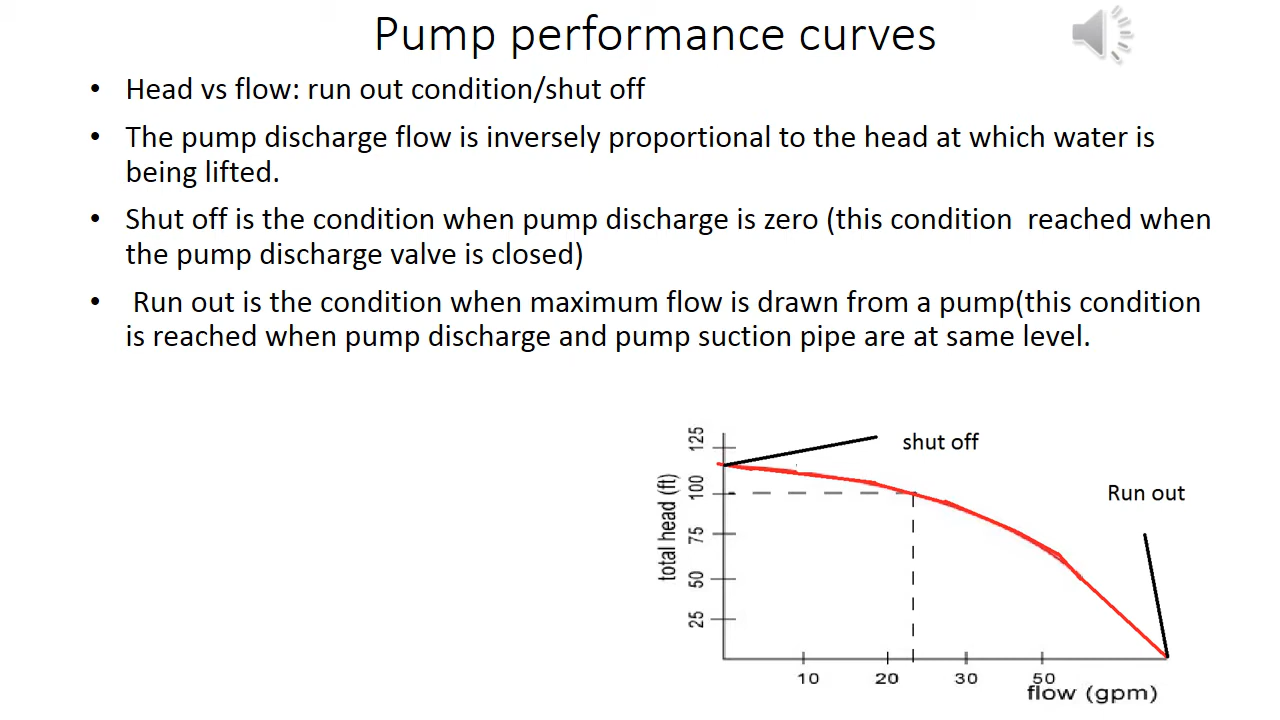 Pump performance curves
• Head vs flow: run out condition/shut off
• The pump discharge flow is inversely proportional to the head at which water is
being lifted.
• Shut off is the condition when pump discharge is zero (this condition  reached when
the pump discharge valve is closed)
• Run out is the condition when maximum flow is drawn from a pump(this condition
is reached when pump discharge and pump suction pipe are at same level.
shut off
Run out
total head (ft)
125
100
75
50
25
10 20 30 50
flow (gpm)